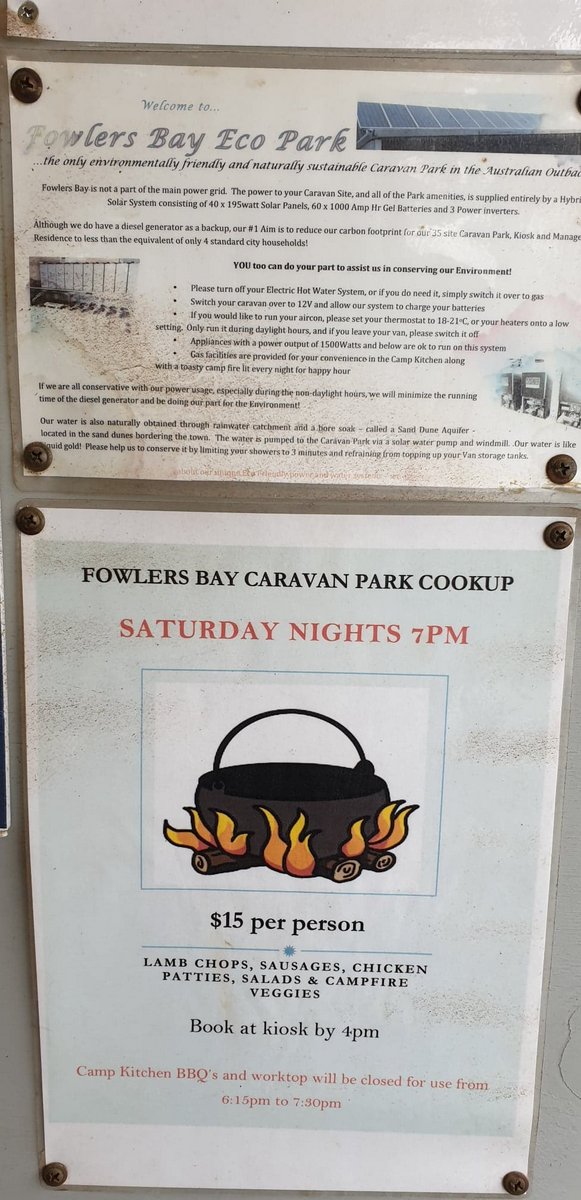 Welcome to...
Fowlers Bay Eco Park
...the only environmentally friendly and naturally sustainable Caravan Park in the Australian Outbac
Fowlers Bay is not a part of the main power grid. The power to your Caravan Site, and all of the Park amenities, is supplied entirely by a Hybri
Solar System consisting of 40 x 195watt Solar Panels, 60 x 1000 Amp Hr Gel Batteries and 3 Power inverters.
Although we do have a diesel generator as a backup, our #1 Aim is to reduce our carbon footprint for our 35 site Caravan Park, Kiosk and Manage
Residence to less than the equivalent of only 4 standard city households!
YOU too can do your part to assist us in conserving our Environment!
• Please turn off your Electric Hot Water System, or if you do need it, simply switch it over to gas
• Switch your caravan over to 12V and allow our system to charge your batteries
• If you would like to run your aircon, please set your thermostat to 18-21ºC, or your heaters onto a low
setting. Only run it during daylight hours, and if you leave your van, please switch it off
• Appliances with a power output of 1500Watts and below are ok to run on this system
• Gas facilities are provided for your convenience in the Camp Kitchen along
with a toasty camp fire lit every night for happy hour
If we are all conservative with our power usage, especially during the non-daylight hours, we will minimize the running
time of the diesel generator and be doing our part for the Environment!
Our water is also naturally obtained through rainwater catchment and a bore soak – called a Sand Dune Aquifer -
located in the sand dunes bordering the town. The water is pumped to the Caravan Park via a solar water pump and windmill. Our water is like
liquid gold! Please help us to conserve it by limiting your showers to 3 minutes and refraining from topping up your Van storage tanks.
about our unique Eco Friendly power and water systems
FOWLERS BAY CARAVAN PARK COOKUP
SATURDAY NIGHTS 7PM
$15 per person
LAMB CHOPS, SAUSAGES, CHICKEN
PATTIES, SALADS & CAMPFIRE
VEGGIES
Book at kiosk by 4pm
Camp Kitchen BBQ's and worktop will be closed for use from
6:15pm to 7:30pm